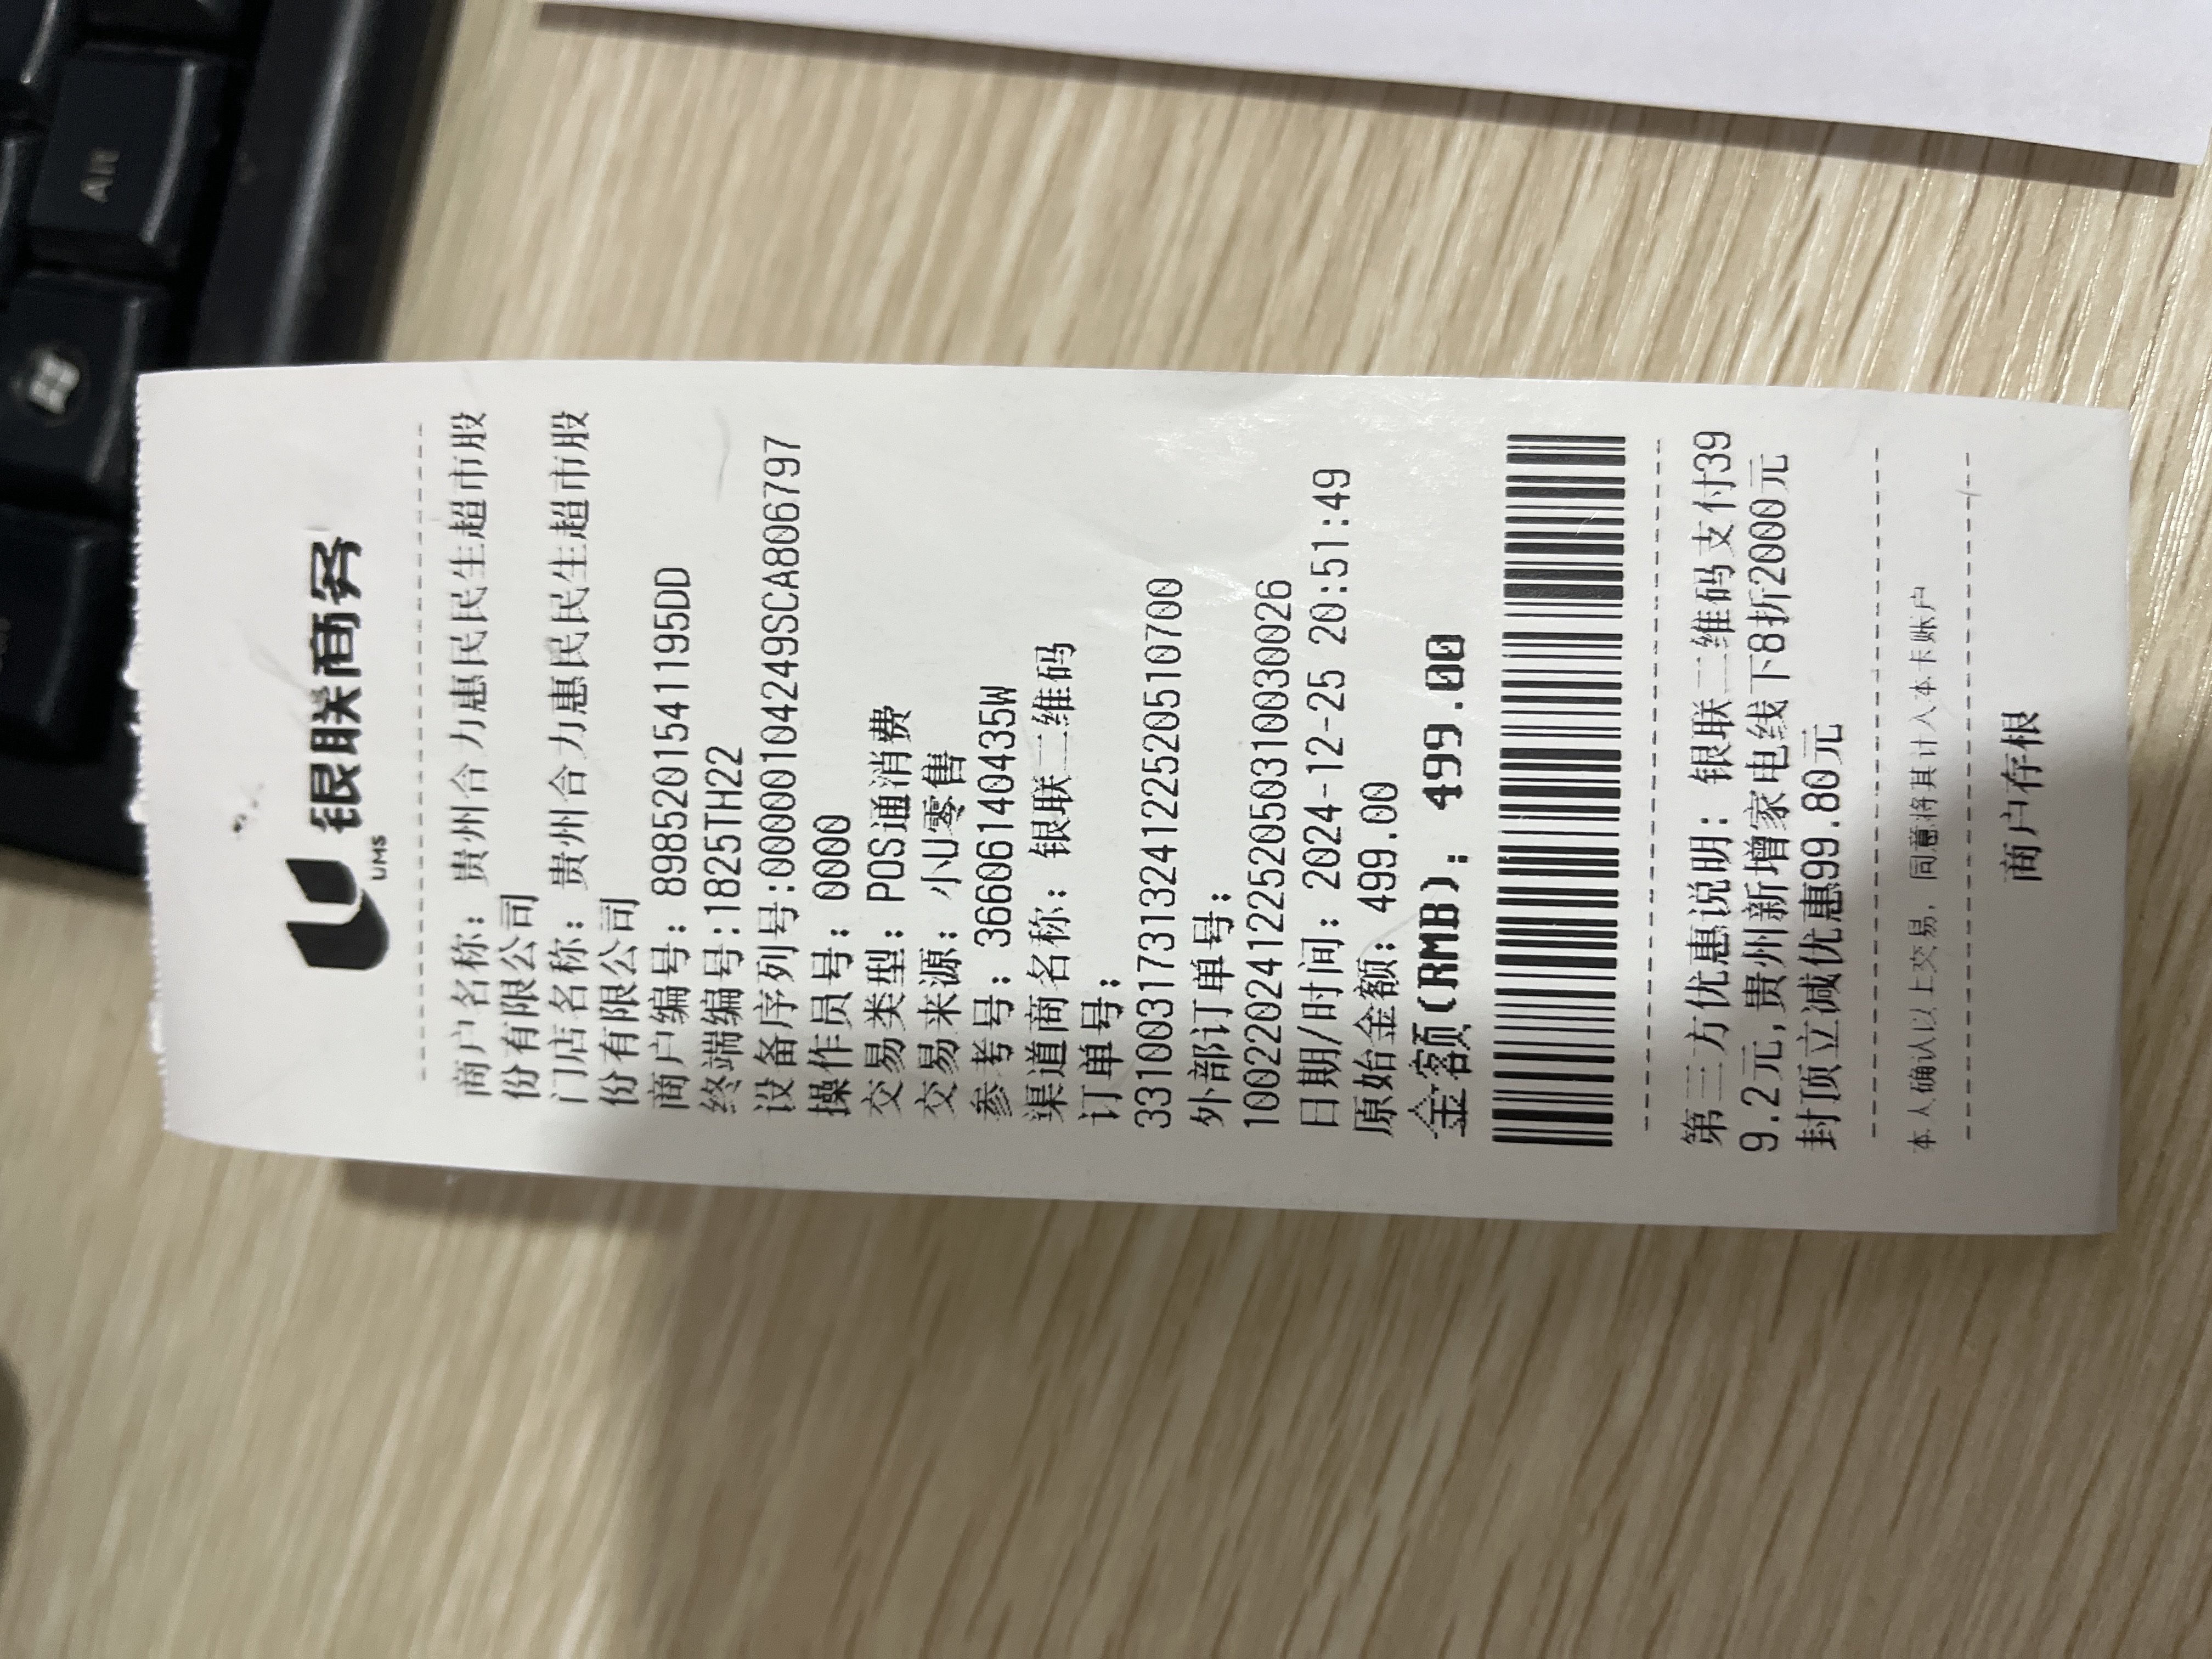 银联商务
UMS
商户名称：贵州合力惠民民生超市股
份有限公司
门店名称：贵州合力惠民民生超市股
份有限公司
商户编号：89852015411195DD
终端编号:1825TH22
设备序列号:00000104249SCA806797
操作员号：0000
交易类型：POS通消费
交易来源：小U零售
参考号：36606140435W
渠道商名称：银联二维码
订单号：
33100317313241225205107​00
外部订单号：
10022202412252050310030026
日期/时间：2024-12-25 20:51:49
原始金额：499.00
金额(RMB)：499.00
第三方优惠说明：银联二维码支付39
9.2元,贵州新增家电线下8折2000元
封顶立减优惠99.80元
本人确认以上交易，同意将其计入本卡账户
商户存根
Alt